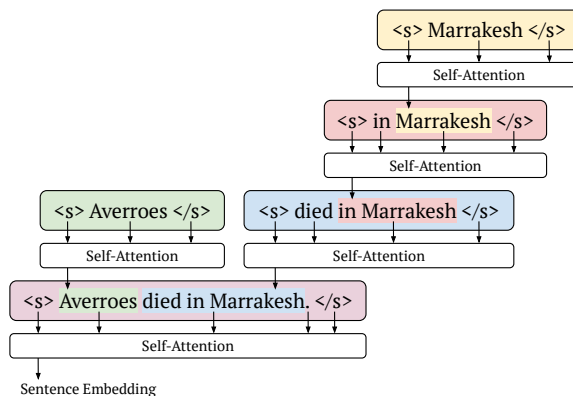 <s> Marrakesh </s>
Self-Attention
<s> in Marrakesh </s>
Self-Attention
<s> Averroes </s>
<s> died in Marrakesh </s>
Self-Attention
Self-Attention
<s> Averroes died in Marrakesh. </s>
Self-Attention
Sentence Embedding